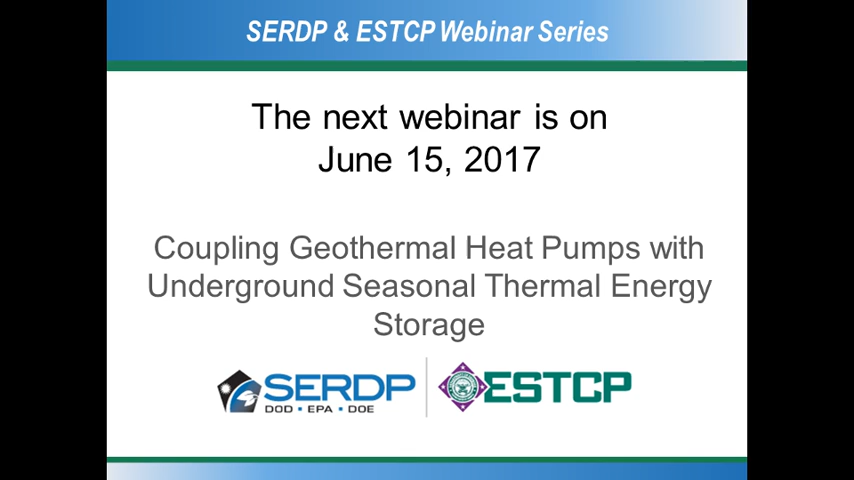 SERDP & ESTCP Webinar Series
The next webinar is on
June 15, 2017
Coupling Geothermal Heat Pumps with
Underground Seasonal Thermal Energy
Storage
SERDP
DOD • EPA • DOE
ESTCP